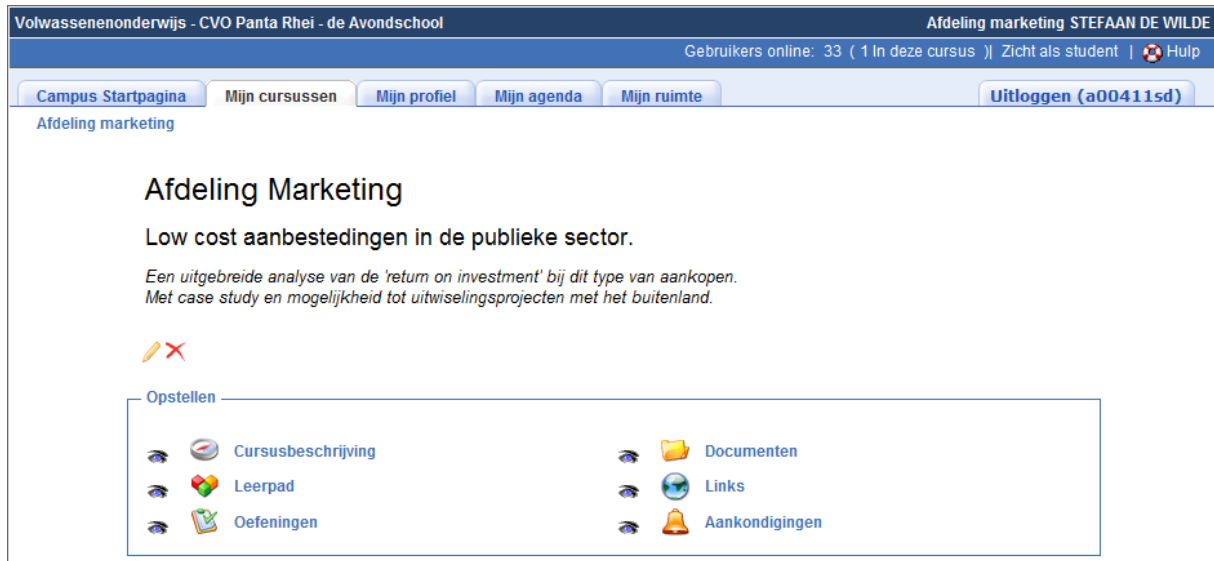 Volwassenenonderwijs - CVO Panta Rhei - de Avondschool Afdeling marketing STEFAAN DE WILDE
Gebruikers online: 33 ( 1 In deze cursus )| Zicht als student | Hulp
Campus Startpagina Mijn cursussen Mijn profiel Mijn agenda Mijn ruimte Uitloggen (a00411sd)
Afdeling marketing
Afdeling Marketing
Low cost aanbestedingen in de publieke sector.
Een uitgebreide analyse van de 'return on investment' bij dit type van aankopen.
Met case study en mogelijkheid tot uitwiselingsprojecten met het buitenland.
Opstellen
Cursusbeschrijving Documenten
Leerpad Links
Oefeningen Aankondigingen